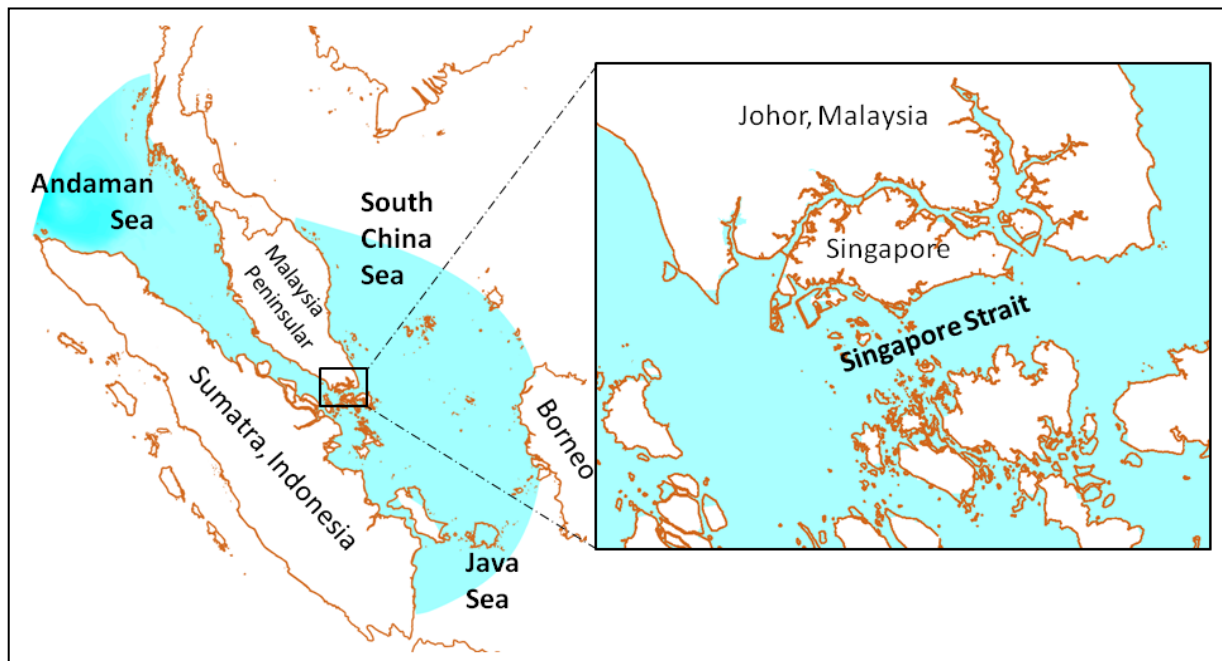 Andaman
Sea
South
China
Sea
Malaysia
Peninsular
Sumatra, Indonesia
Borneo
Java
Sea
Johor, Malaysia
Singapore
Singapore Strait